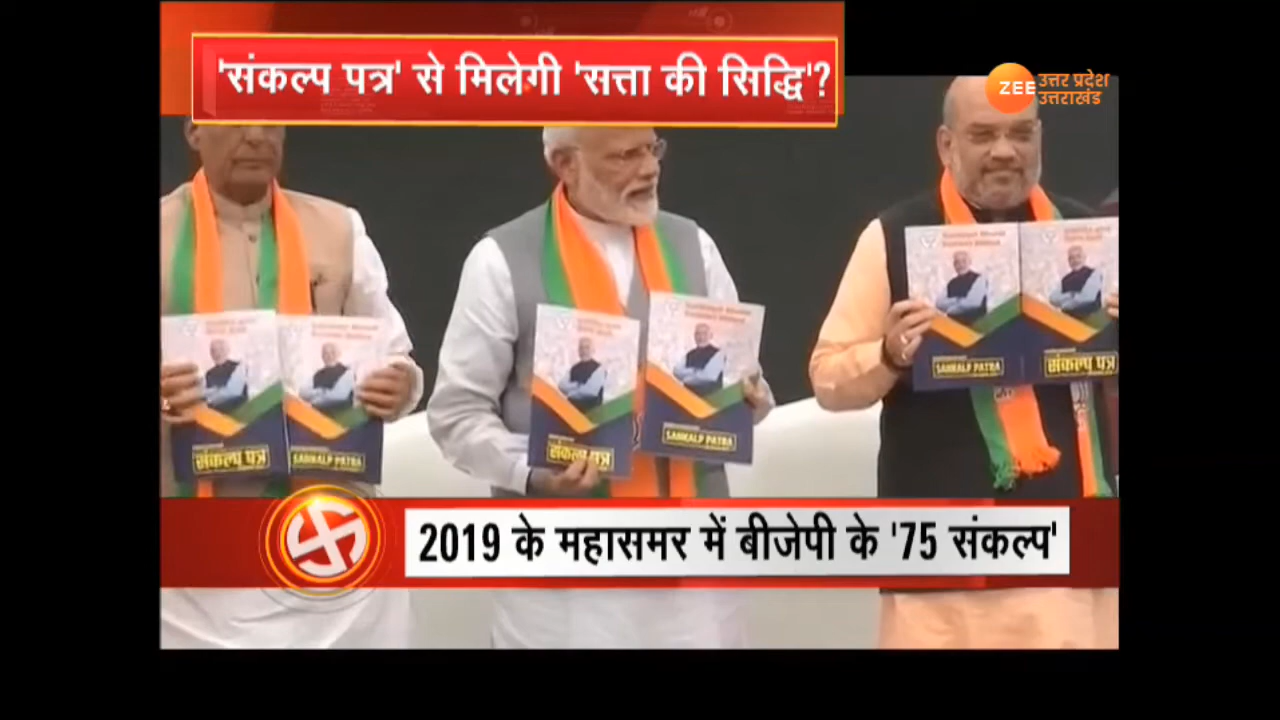 'संकल्प पत्र' से मिलेगी 'सत्ता की सिद्धि'?
ZEE
उत्तर प्रदेश
उत्तराखंड
संकल्प पत्र
SANKALP PATRA
संकल्प पत्र
SANKALP PATRA
SANKALP PATRA
संकल्प पत्र
2019 के महासमर में बीजेपी के '75 संकल्प'